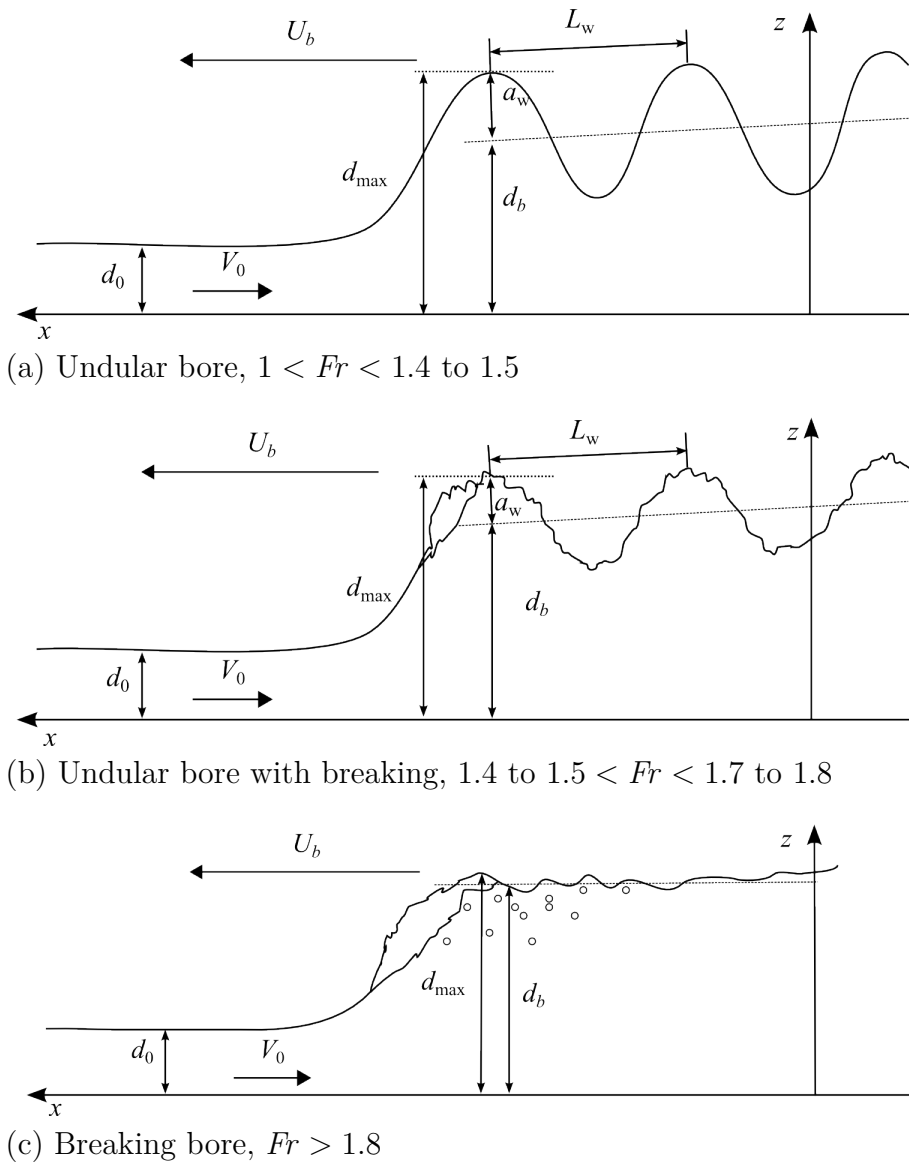 U_b
L_w
z
a_w
d_max
d_b
d_0
V_0
x
(a) Undular bore, 1 < Fr < 1.4 to 1.5
U_b
L_w
z
a_w
d_max
d_b
d_0
V_0
x
(b) Undular bore with breaking, 1.4 to 1.5 < Fr < 1.7 to 1.8
U_b
z
d_max
d_b
d_0
V_0
x
(c) Breaking bore, Fr > 1.8